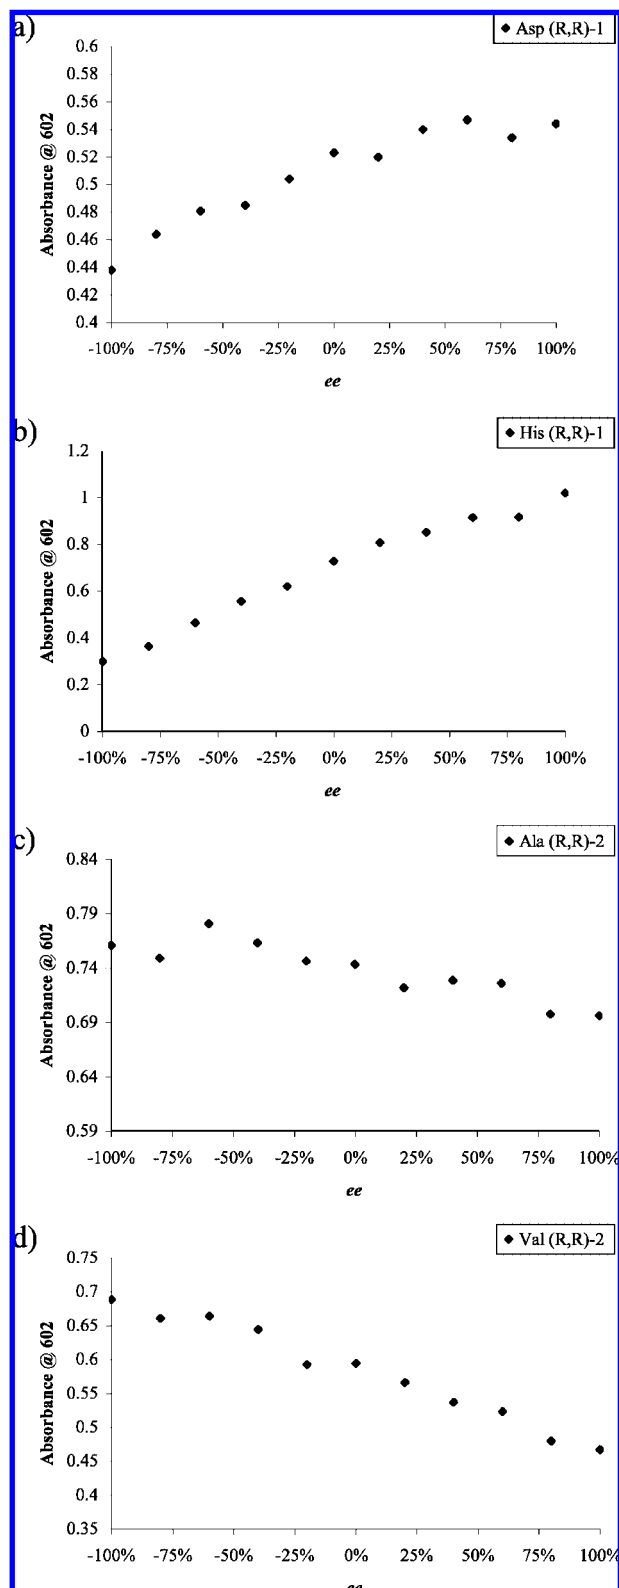 a)
Asp (R,R)-1
0.6
0.58
0.56
0.54
0.52
0.5
0.48
0.46
0.44
0.42
0.4
Absorbance @ 602
-100% -75% -50% -25% 0% 25% 50% 75% 100%
ee
b)
His (R,R)-1
1.2
1
0.8
0.6
0.4
0.2
0
Absorbance @ 602
-100% -75% -50% -25% 0% 25% 50% 75% 100%
ee
c)
Ala (R,R)-2
0.84
0.79
0.74
0.69
0.64
0.59
Absorbance @ 602
-100% -75% -50% -25% 0% 25% 50% 75% 100%
ee
d)
Val (R,R)-2
0.75
0.7
0.65
0.6
0.55
0.5
0.45
0.4
0.35
Absorbance @ 602
-100% -75% -50% -25% 0% 25% 50% 75% 100%
ee